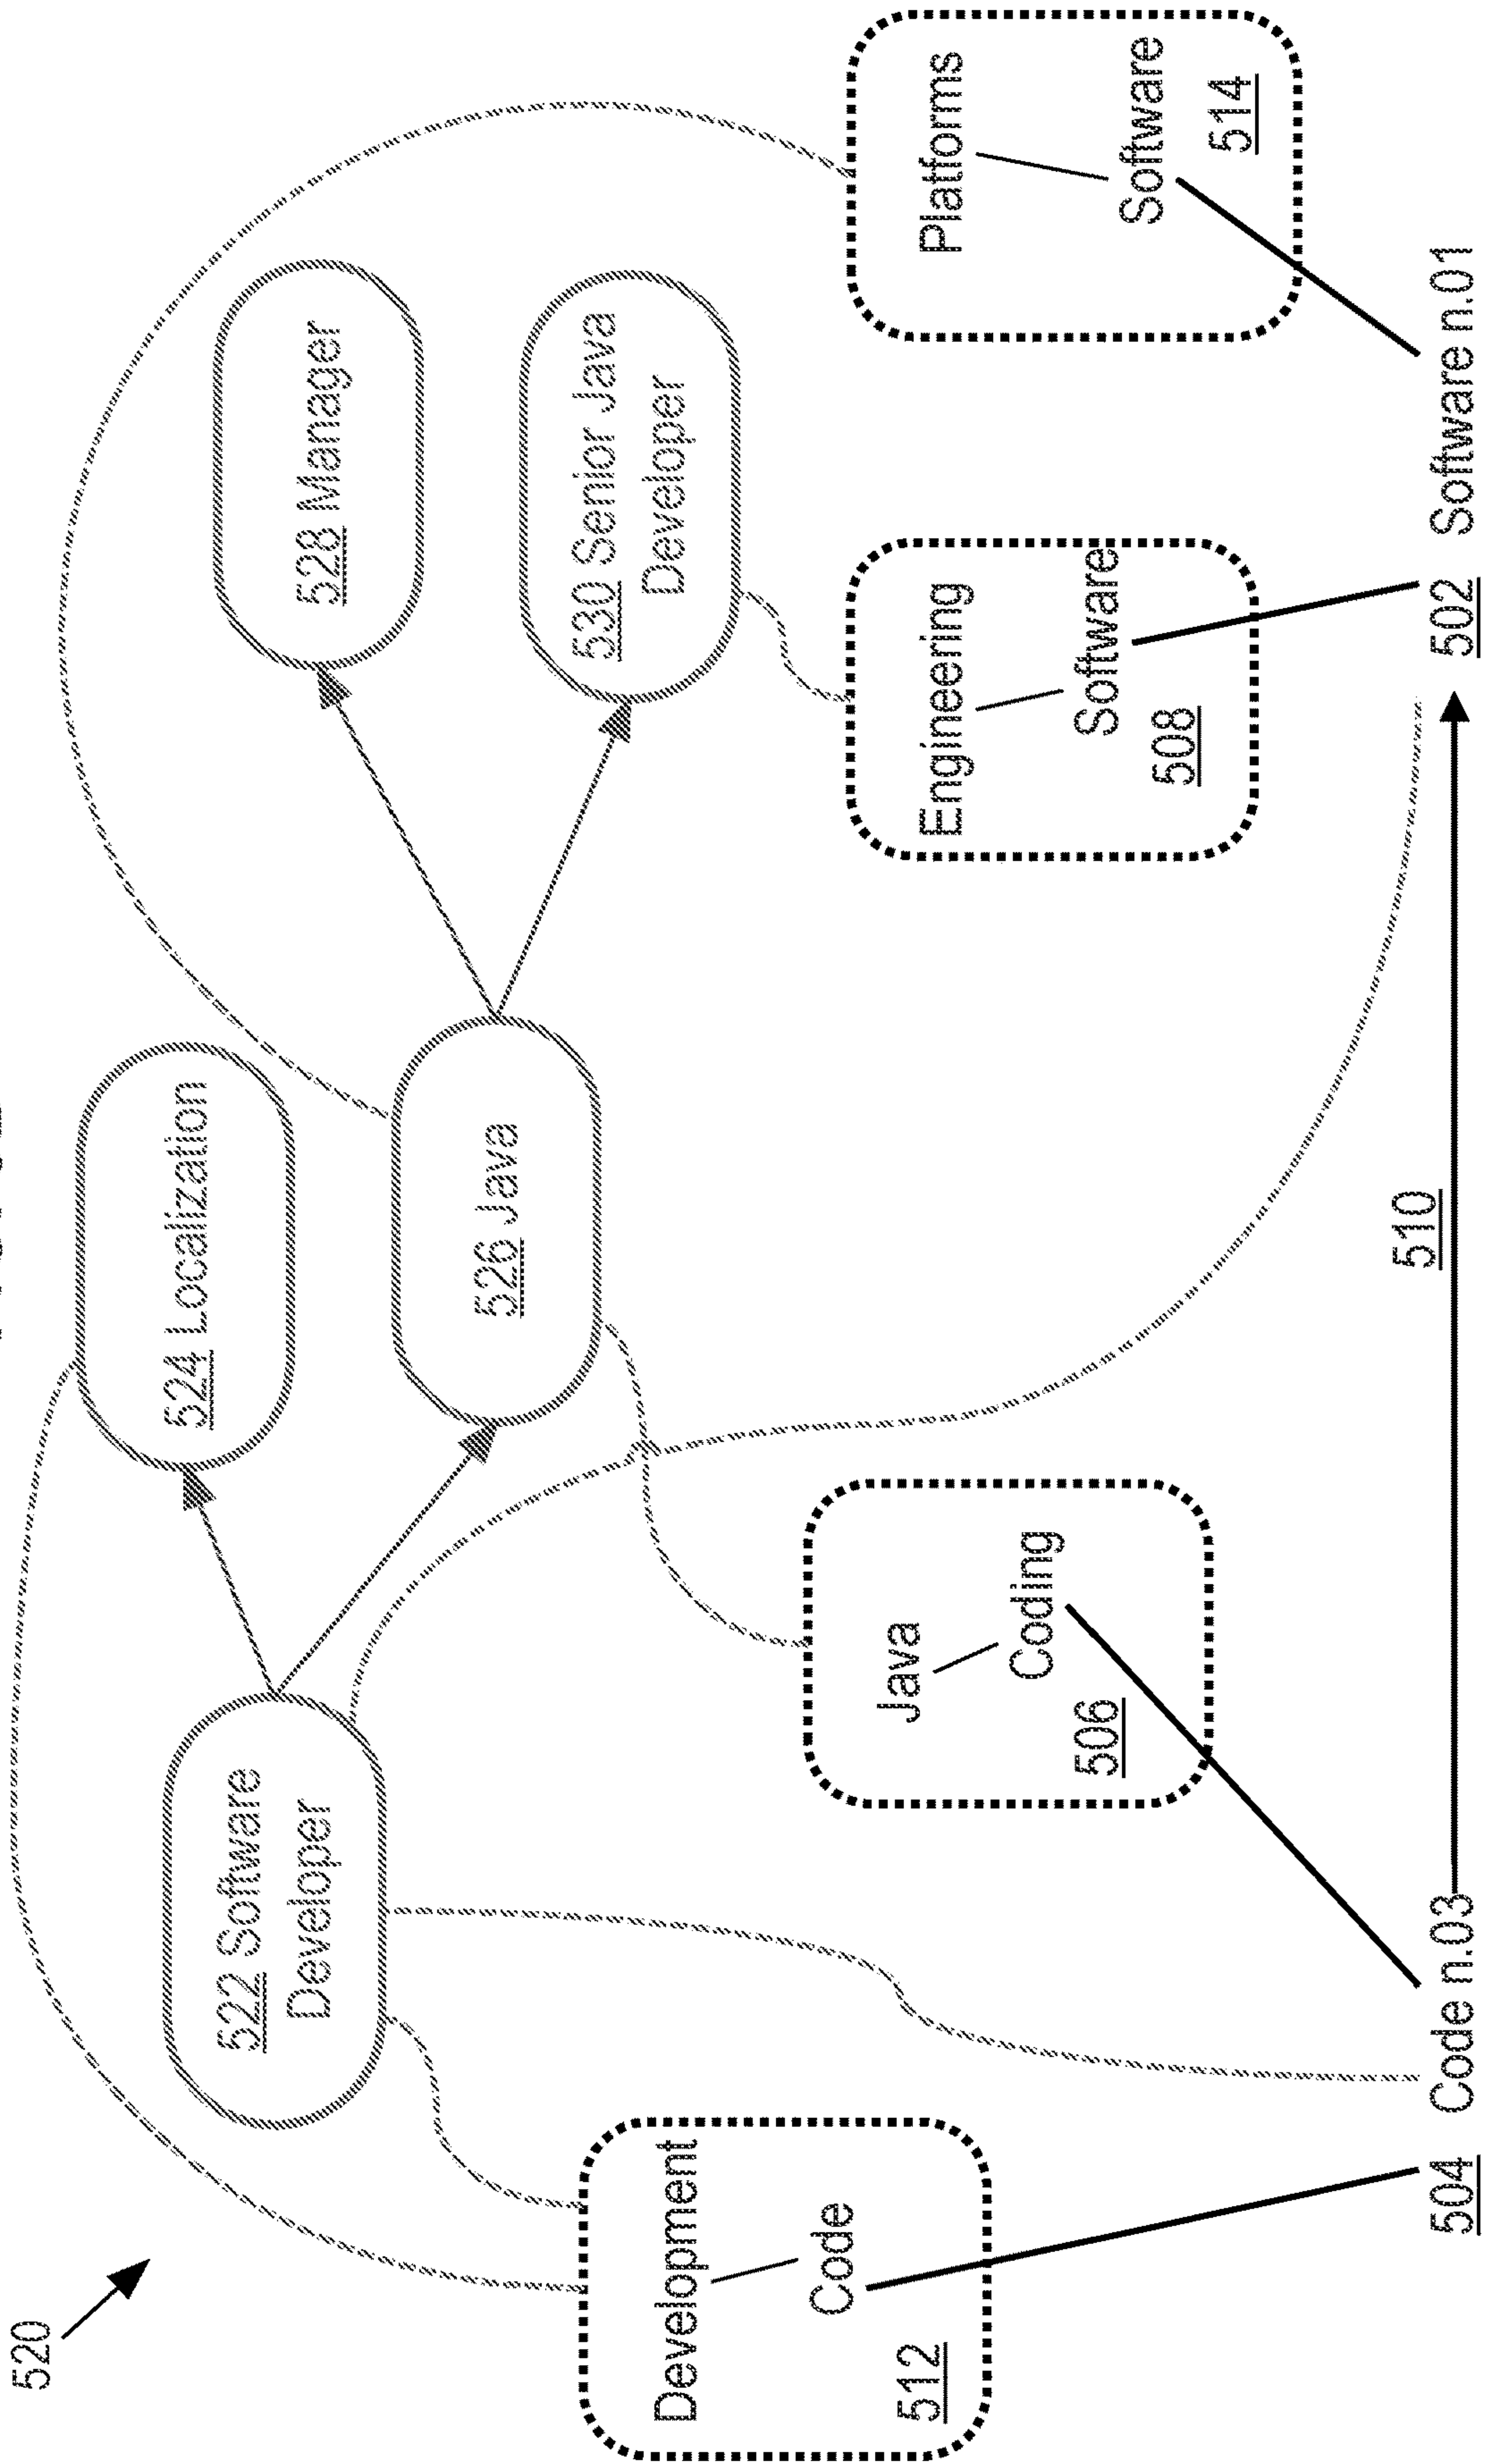 520
524 Localization
522 Software
Developer
528 Manager
526 Java
530 Senior Java
Developer
Development
Code
512
Java
Coding
506
Engineering
Software
508
Platforms
Software
514
510
504 Code n.03
502 Software n.01